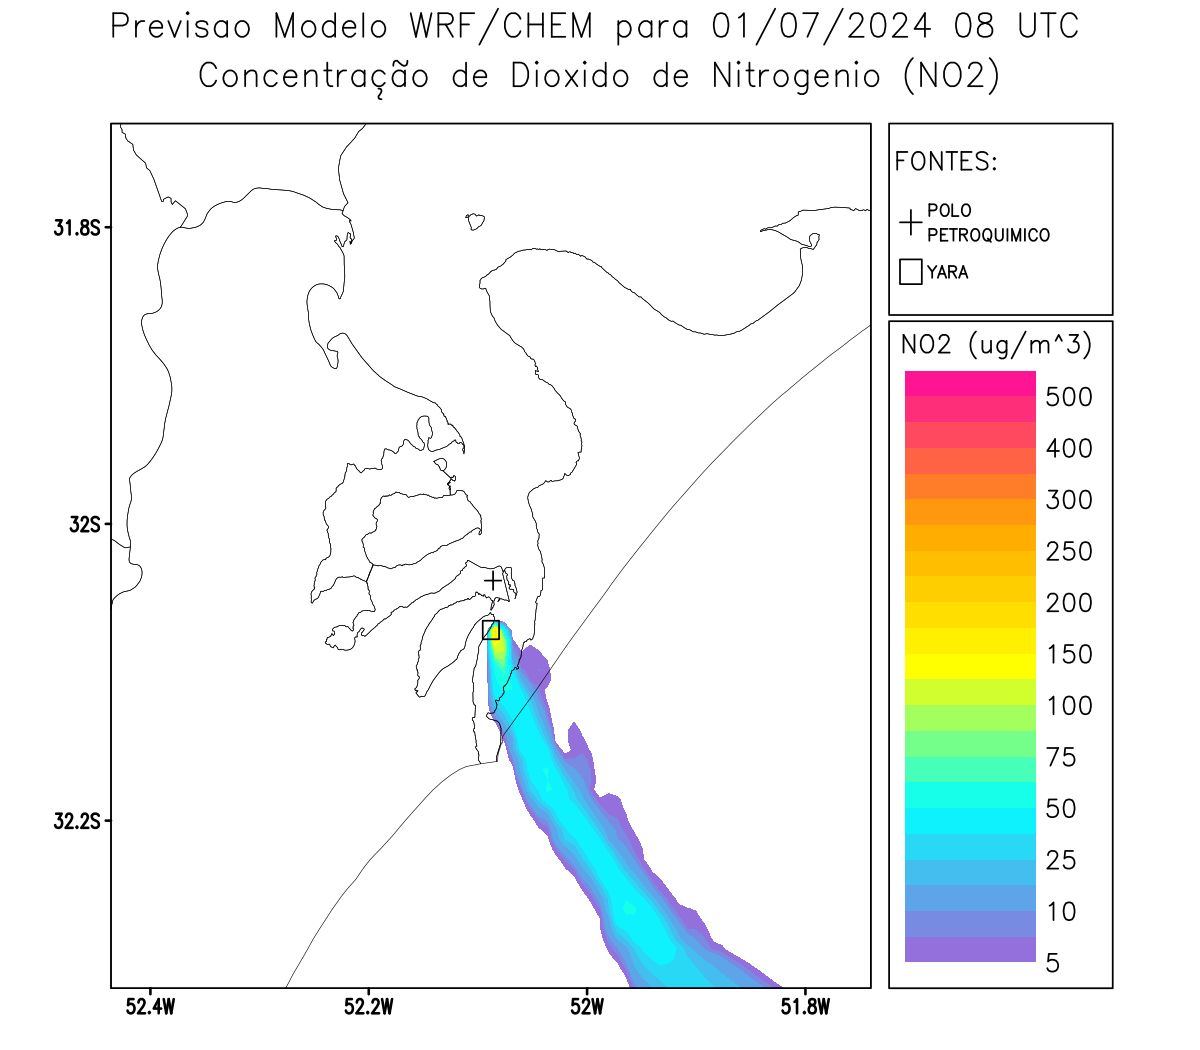 Previsao Modelo WRF/CHEM para 01/07/2024 08 UTC
Concentração de Dioxido de Nitrogenio (NO2)
FONTES:
POLO
PETROQUIMICO
YARA
NO2 (ug/m^3)
500
400
300
250
200
150
100
75
50
25
10
5
31.8S
32S
32.2S
52.4W
52.2W
52W
51.8W